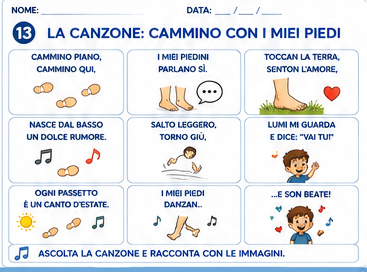 NOME: DATA: ___ / ___ / ___
13 LA CANZONE: CAMMINO CON I MIEI PIEDI
CAMMINO PIANO,
CAMMINO QUI,
I MIEI PIEDINI
PARLANO SÌ.
TOCCAN LA TERRA,
SENTON L'AMORE,
NASCE DAL BASSO
UN DOLCE RUMORE.
SALTO LEGGERO,
TORNO GIÙ,
LUMI MI GUARDA
E DICE: "VAI TU!"
OGNI PASSETTO
È UN CANTO D'ESTATE.
I MIEI PIEDI
DANZAN..
...E SON BEATE!
ASCOLTA LA CANZONE E RACCONTA CON LE IMMAGINI.